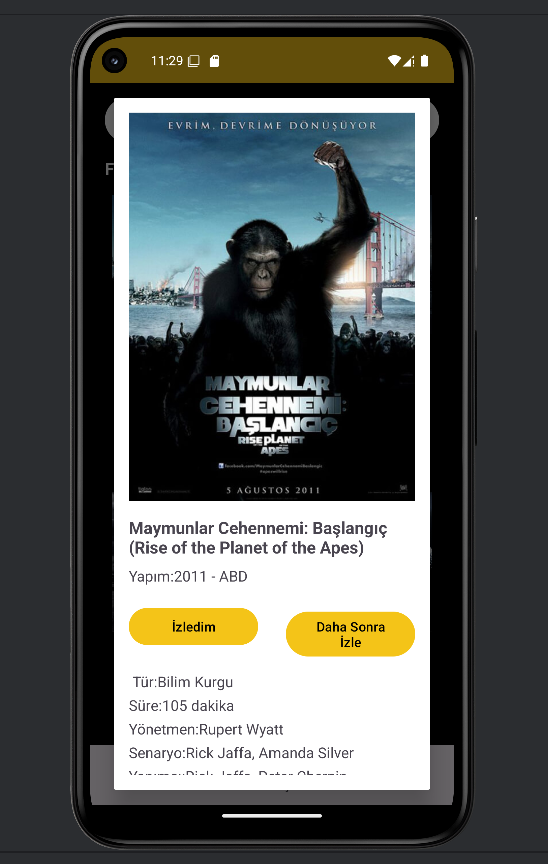 11:29
F
EVRİM, DEVRİME DÖNÜŞÜYOR
MAYMUNLAR
CEHENNEMİ:
BAŞLANGIÇ
RISE PLANET
APES
5 AĞUSTOS 2011
Maymunlar Cehennemi: Başlangıç
(Rise of the Planet of the Apes)
Yapım:2011 - ABD
İzledim
Daha Sonra
İzle
Tür:Bilim Kurgu
Süre:105 dakika
Yönetmen:Rupert Wyatt
Senaryo:Rick Jaffa, Amanda Silver